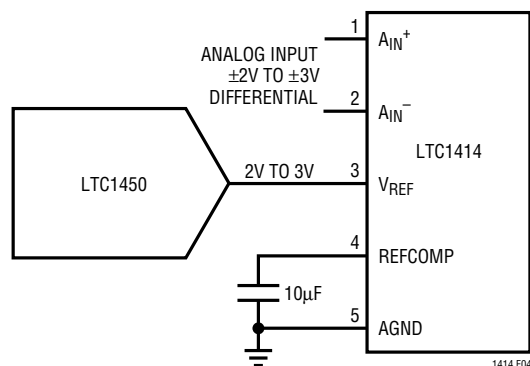 1
A_IN^+
ANALOG INPUT
±2V TO ±3V
DIFFERENTIAL
2
A_IN^–
LTC1414
LTC1450
2V TO 3V
3
V_REF
4
REFCOMP
10µF
5
AGND
1414 F04